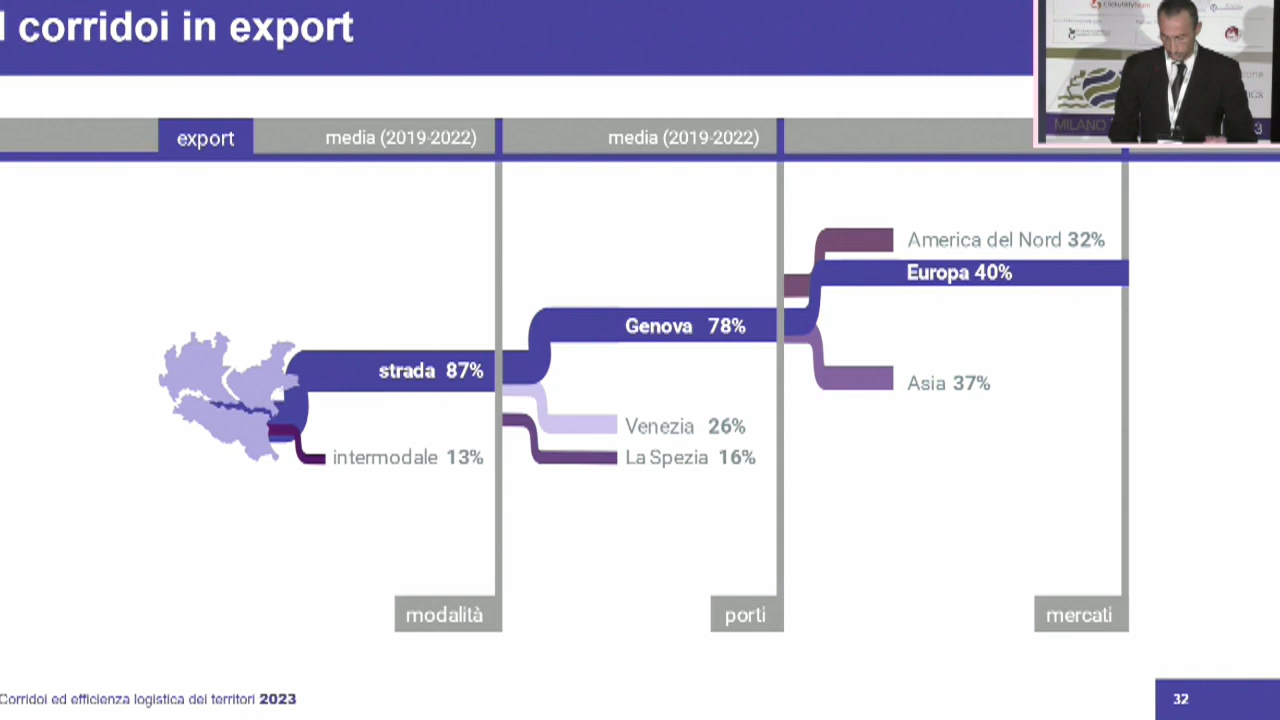 I corridoi in export
export
media (2019-2022)
media (2019-2022)
America del Nord 32%
Europa 40%
Genova 78%
strada 87%
Asia 37%
Venezia 26%
intermodale 13%
La Spezia 16%
modalità
porti
mercati
MILANO
Corridoi ed efficienza logistica dei territori 2023
32